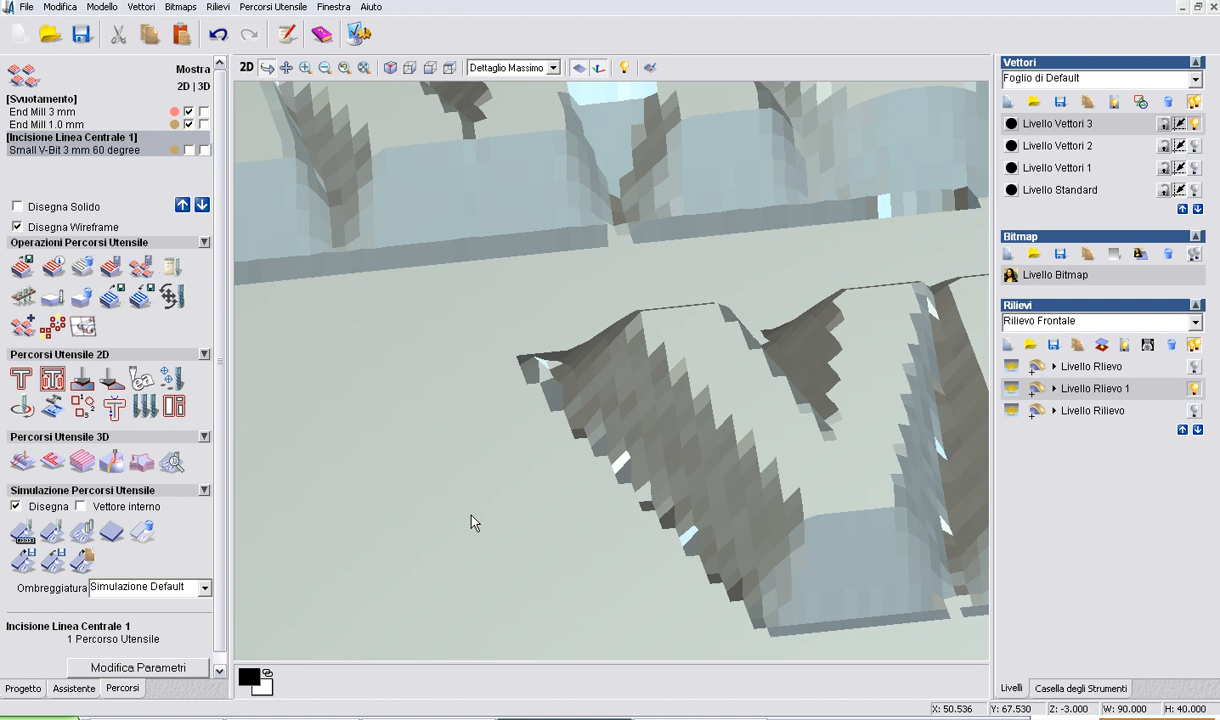 File Modifica Modello Vettori Bitmaps Rilievi Percorsi Utensile Finestra Aiuto
Mostra
2D | 3D
[Svuotamento]
End Mill 3 mm
End Mill 1.0 mm
[Incisione Linea Centrale 1]
Small V-Bit 3 mm 60 degree
Disegna Solido
Disegna Wireframe
Operazioni Percorsi Utensile
Percorsi Utensile 2D
Percorsi Utensile 3D
Simulazione Percorsi Utensile
Disegna Vettore interno
Ombreggiatura Simulazione Default
Incisione Linea Centrale 1
1 Percorso Utensile
Modifica Parametri
Progetto Assistente Percorsi
2D Dettaglio Massimo
Vettori
Foglio di Default
Livello Vettori 3
Livello Vettori 2
Livello Vettori 1
Livello Standard
Bitmap
Livello Bitmap
Rilievi
Rilievo Frontale
Livello Rlievo
Livello Rlievo 1
Livello Rlievo
Livelli Casella degli Strumenti
X: 50.536 Y: 67.530 Z: -3.000 W: 90.000 H: 40.000